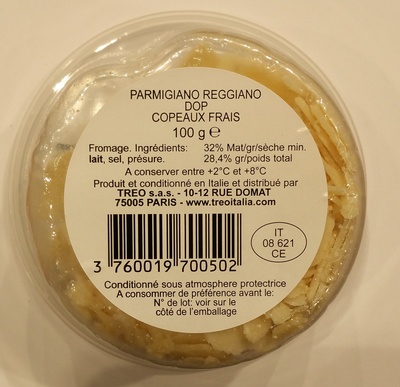 PARMIGIANO REGGIANO
DOP
COPEAUX FRAIS
100 g ℮
Fromage. Ingrédients: 32% Mat/gr/sèche min.
lait, sel, présure. 28,4% gr/poids total
A conserver entre +2°C et +8°C
Produit et conditionné en Italie et distribué par
TREO s.a.s. - 10-12 RUE DOMAT
75005 PARIS - www.treoitalia.com
IT
08 621
CE
3 760019 700502
Conditionné sous atmosphere protectrice
A consommer de préférence avant le:
N° de lot: voir sur le
côté de l'emballage